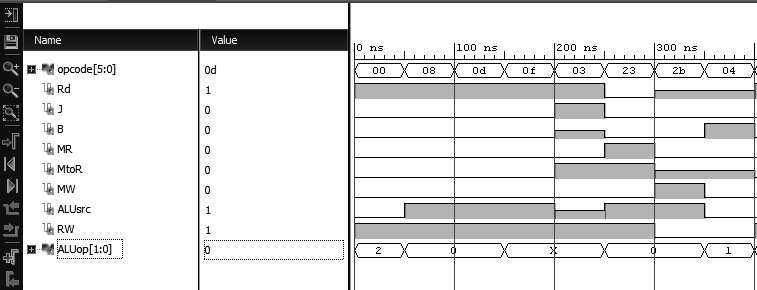 Name Value 0 ns 100 ns 200 ns 300 ns
opcode[5:0] 0d 00 08 0d 0f 03 23 2b 04
Rd 1
J 0
B 0
MR 0
MtoR 0
MW 0
ALUsrc 1
RW 1
ALUop[1:0] 0 2 0 X 0 1